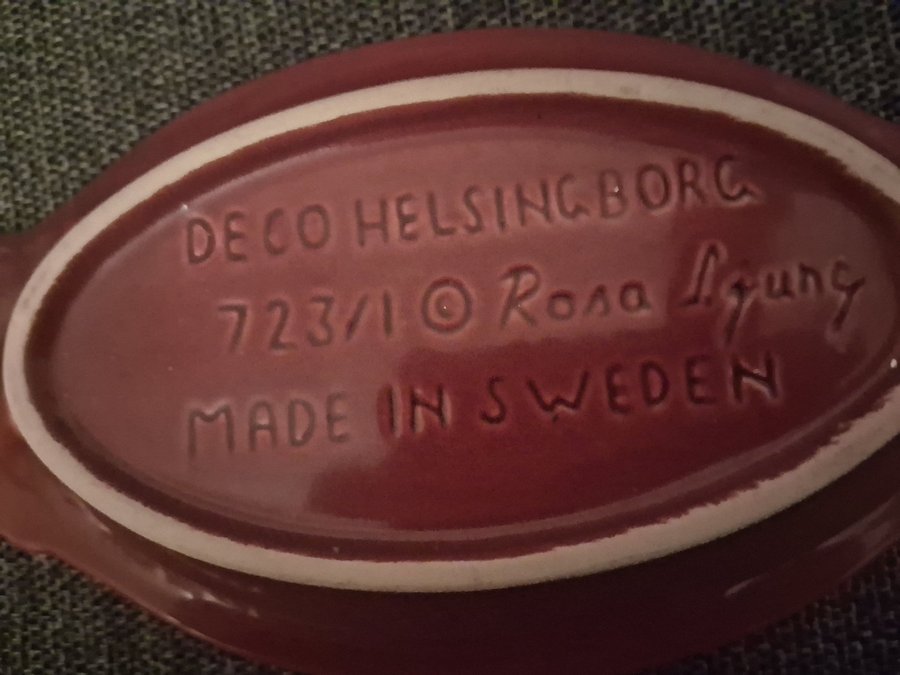 DECO HELSINGBORG
723/1 © Rosa Ljung
MADE IN SWEDEN